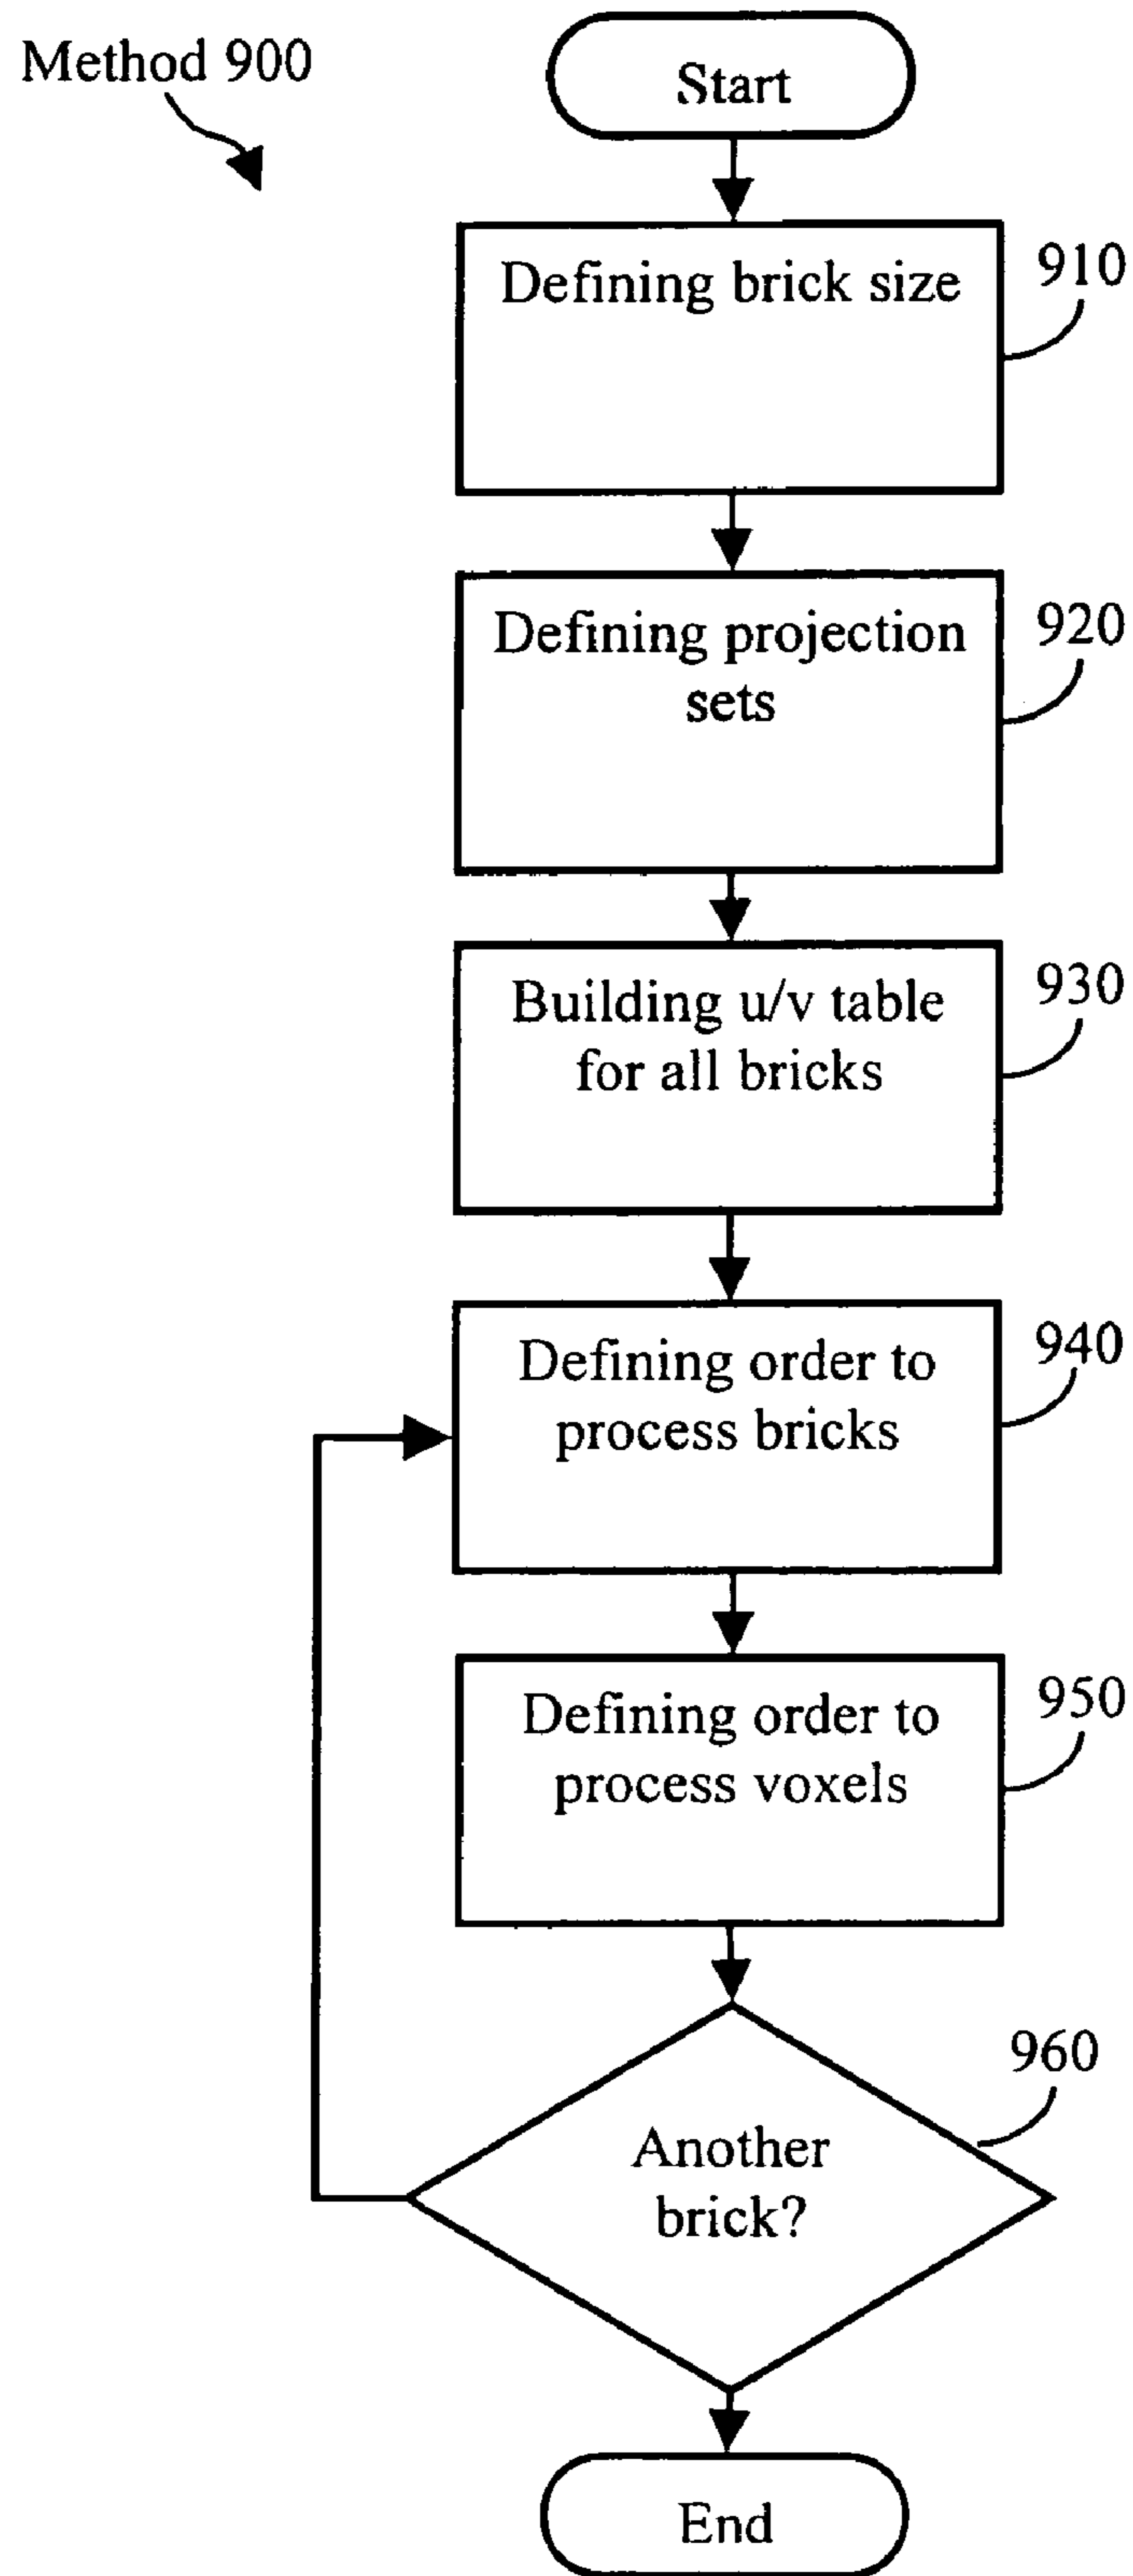 Method 900
Start
Defining brick size
910
Defining projection
sets
920
Building u/v table
for all bricks
930
Defining order to
process bricks
940
Defining order to
process voxels
950
Another
brick?
960
End